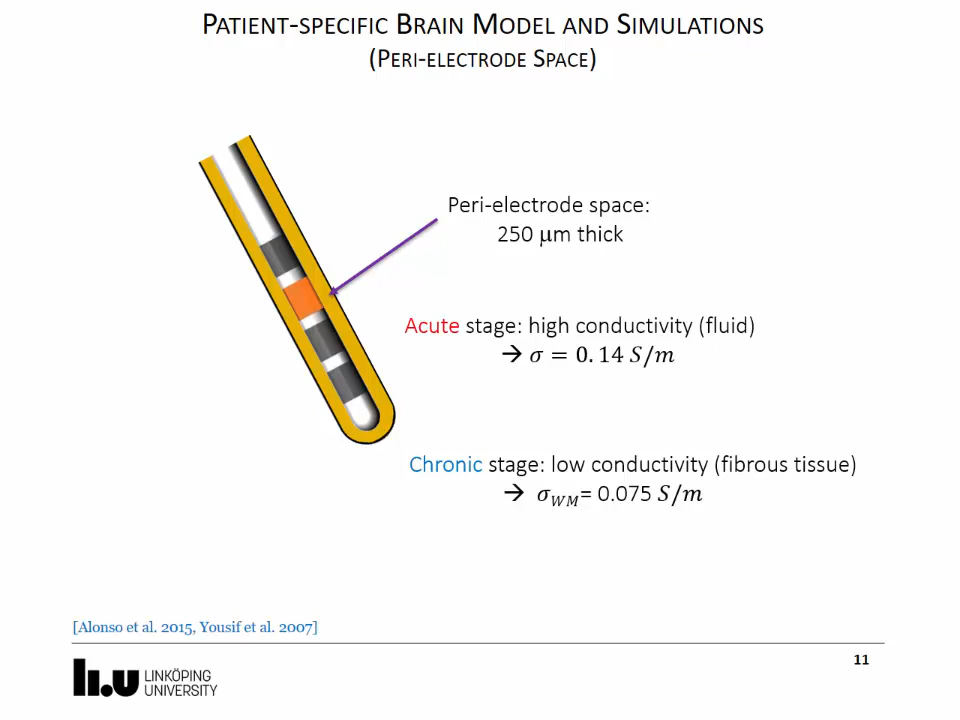 PATIENT-SPECIFIC BRAIN MODEL AND SIMULATIONS
(PERI-ELECTRODE SPACE)
Peri-electrode space:
250 μm thick
Acute stage: high conductivity (fluid)
→ σ = 0.14 S/m
Chronic stage: low conductivity (fibrous tissue)
→ σ_WM= 0.075 S/m
[Alonso et al. 2015, Yousif et al. 2007]
11
li.u LINKÖPING
UNIVERSITY